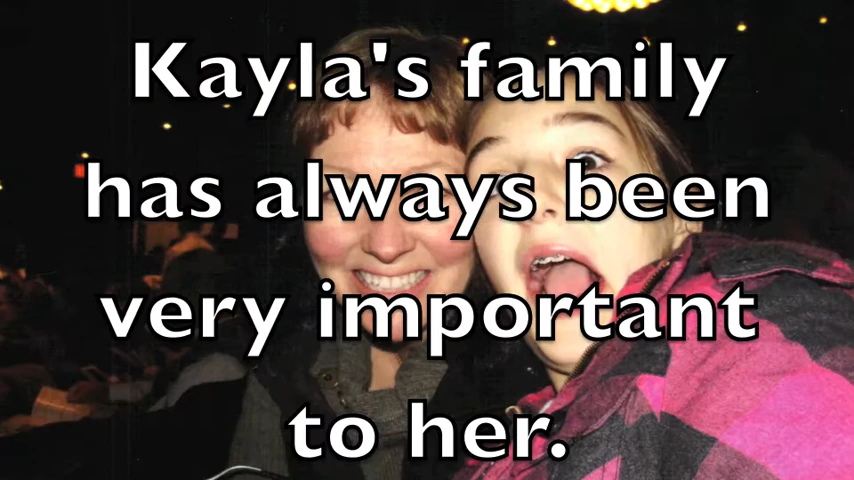 Kayla's family
has always been
very important
to her.